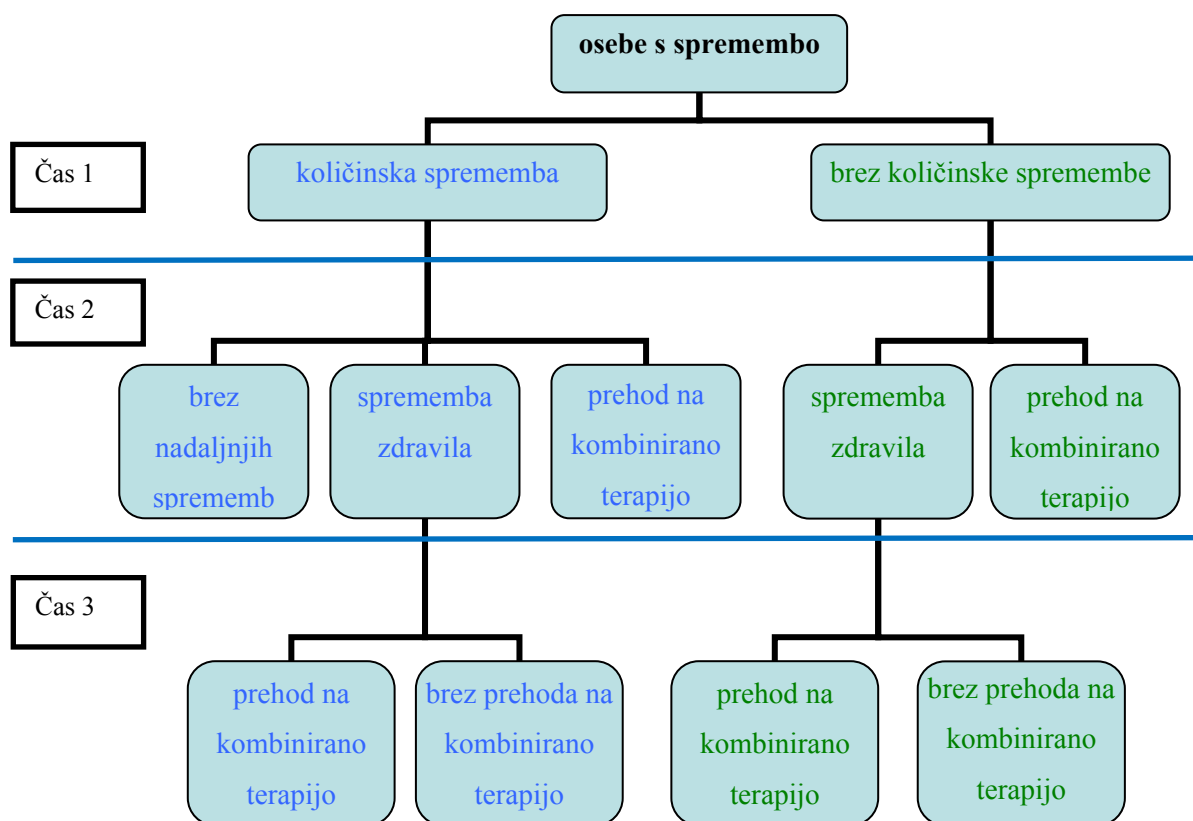 osebe s spremembo
Čas 1
količinska sprememba
brez količinske spremembe
Čas 2
brez
nadaljnjih
sprememb
sprememba
zdravila
prehod na
kombinirano
terapijo
sprememba
zdravila
prehod na
kombinirano
terapijo
Čas 3
prehod na
kombinirano
terapijo
brez prehoda na
kombinirano
terapijo
prehod na
kombinirano
terapijo
brez prehoda na
kombinirano
terapijo